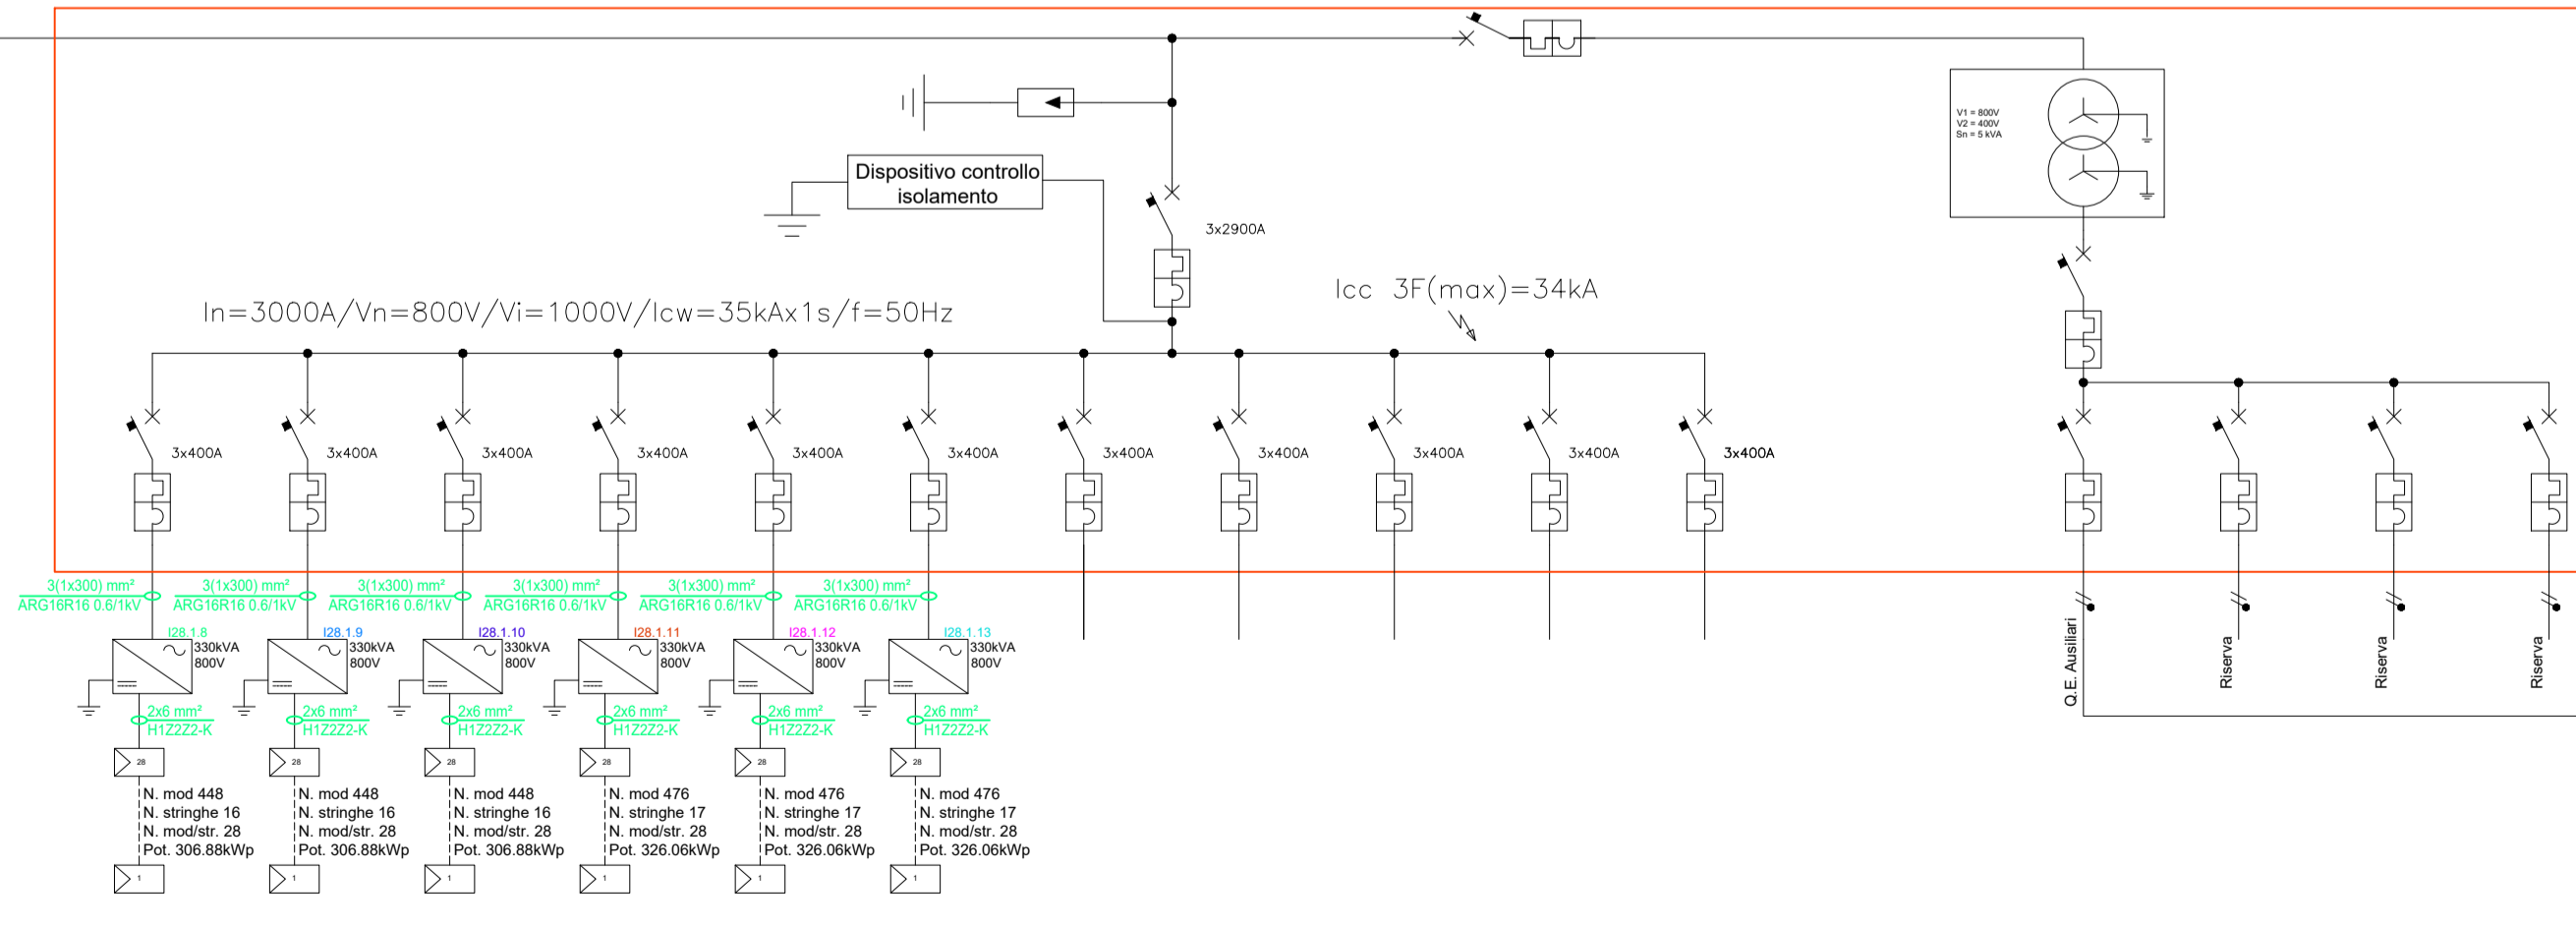 V1 = 800V
V2 = 400V
Sn = 5 kVA
Dispositivo controllo
isolamento
3x2900A
Icc 3F(max)=34kA
In=3000A/Vn=800V/Vi=1000V/Icw=35kAx1s/f=50Hz
3x400A
3x400A
3x400A
3x400A
3x400A
3x400A
3x400A
3x400A
3x400A
3x400A
3x400A
3(1x300) mm²
ARG16R16 0.6/1kV
3(1x300) mm²
ARG16R16 0.6/1kV
3(1x300) mm²
ARG16R16 0.6/1kV
3(1x300) mm²
ARG16R16 0.6/1kV
3(1x300) mm²
ARG16R16 0.6/1kV
3(1x300) mm²
ARG16R16 0.6/1kV
I28.1.8
330kVA
800V
I28.1.9
330kVA
800V
I28.1.10
330kVA
800V
I28.1.11
330kVA
800V
I28.1.12
330kVA
800V
I28.1.13
330kVA
800V
Q.E. Ausiliari
Riserva
Riserva
Riserva
2x6 mm²
H1Z2Z2-K
2x6 mm²
H1Z2Z2-K
2x6 mm²
H1Z2Z2-K
2x6 mm²
H1Z2Z2-K
2x6 mm²
H1Z2Z2-K
2x6 mm²
H1Z2Z2-K
28
N. mod 448
N. stringhe 16
N. mod/str. 28
Pot. 306.88kWp
1
28
N. mod 448
N. stringhe 16
N. mod/str. 28
Pot. 306.88kWp
1
28
N. mod 448
N. stringhe 16
N. mod/str. 28
Pot. 306.88kWp
1
28
N. mod 476
N. stringhe 17
N. mod/str. 28
Pot. 326.06kWp
1
28
N. mod 476
N. stringhe 17
N. mod/str. 28
Pot. 326.06kWp
1
28
N. mod 476
N. stringhe 17
N. mod/str. 28
Pot. 326.06kWp
1